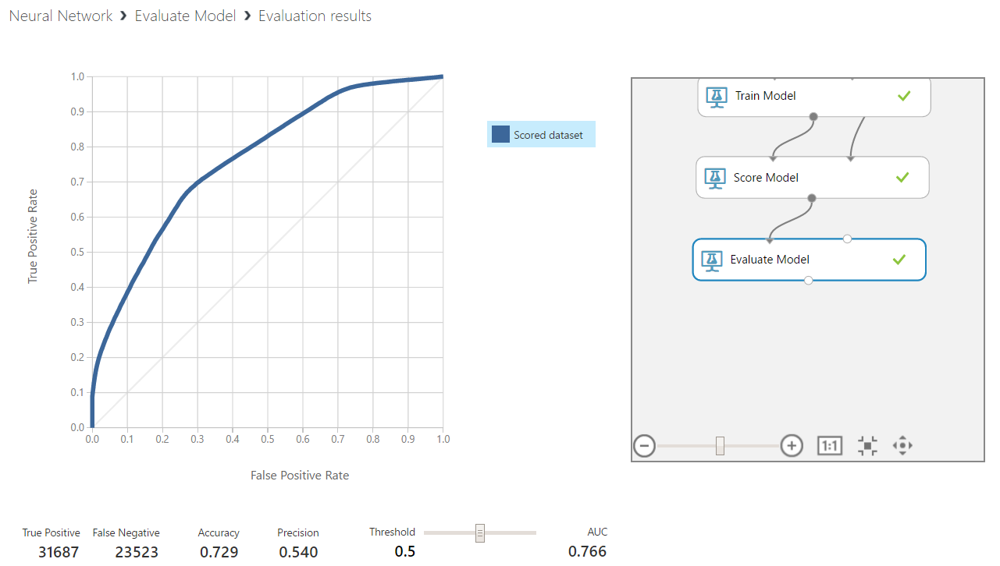 Neural Network > Evaluate Model > Evaluation results
1.0
0.9
0.8
0.7
0.6
0.5
0.4
0.3
0.2
0.1
0.0
0.0 0.1 0.2 0.3 0.4 0.5 0.6 0.7 0.8 0.9 1.0
True Positive Rate
False Positive Rate
Scored dataset
Train Model
Score Model
Evaluate Model
1:1
True Positive False Negative Accuracy Precision Threshold AUC
31687 23523 0.729 0.540 0.5 0.766